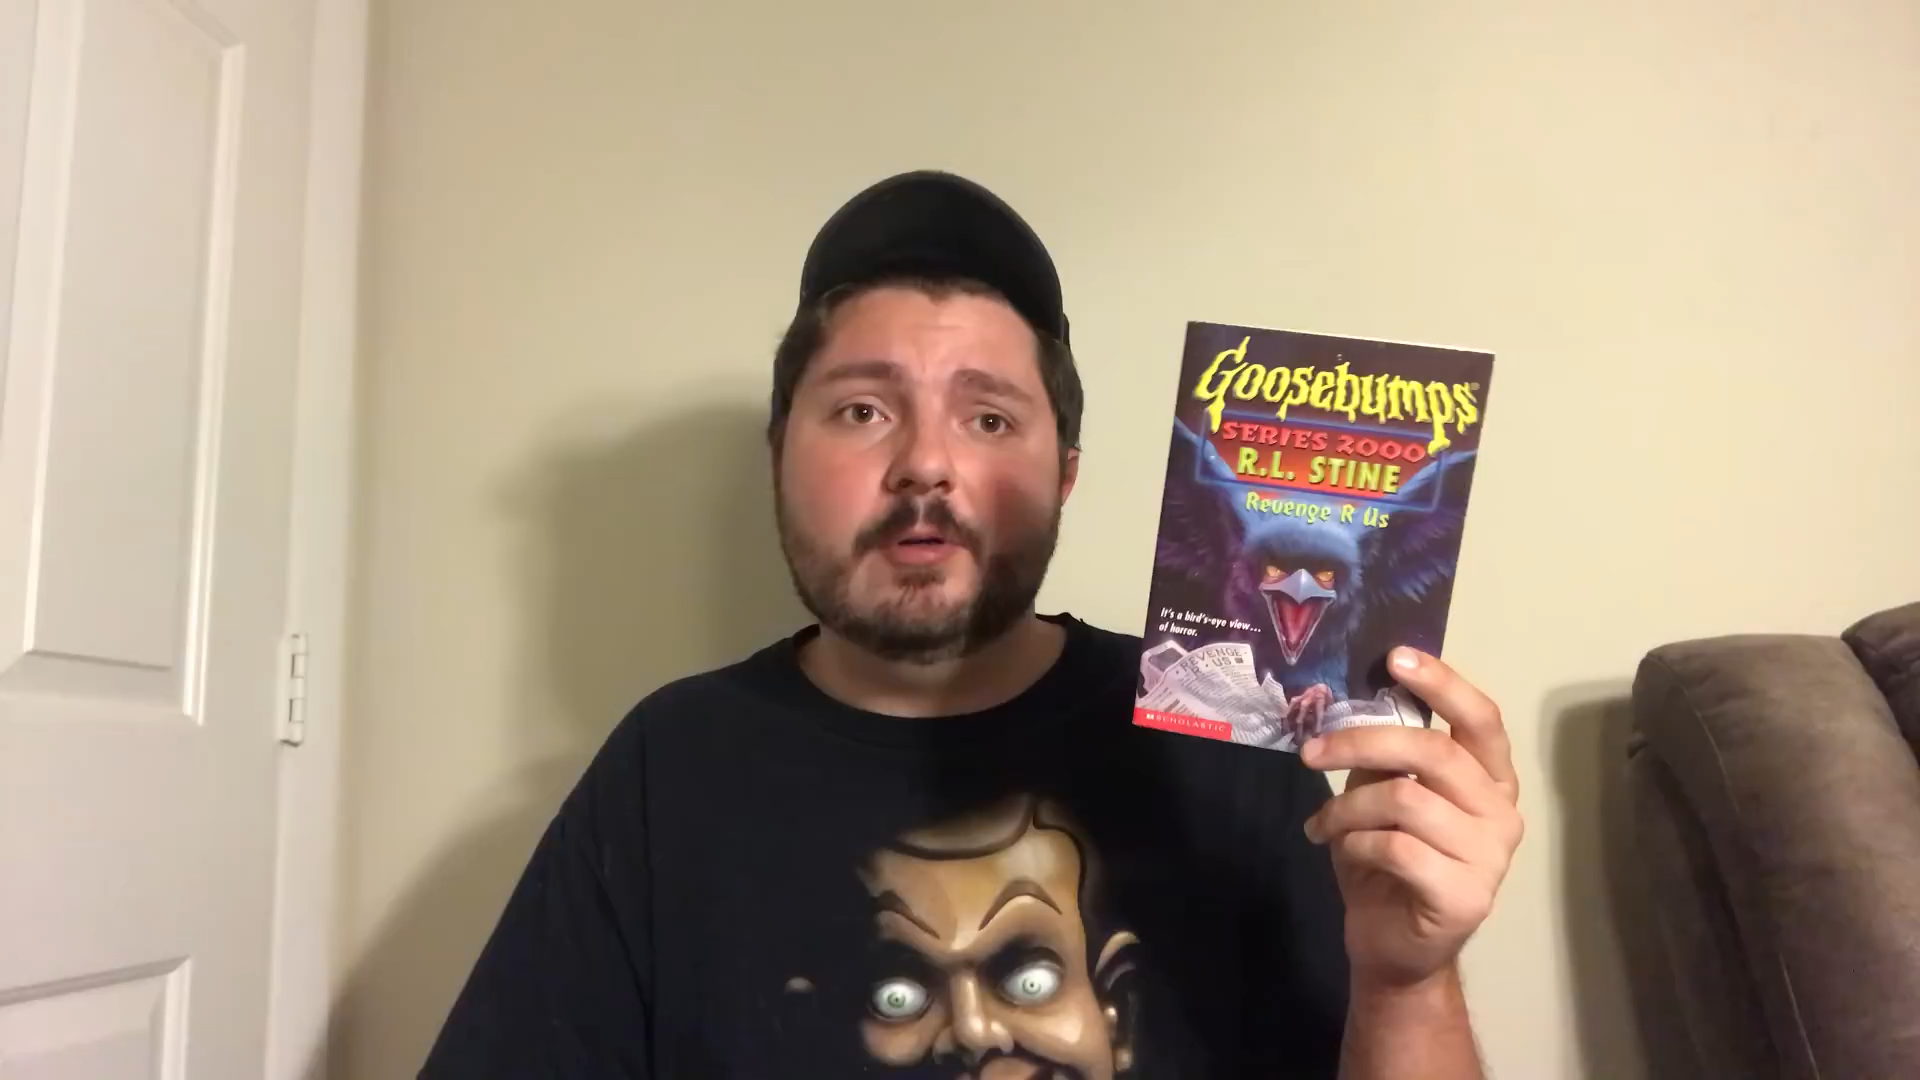 Goosebumps
SERIES 2000
R.L. STINE
Revenge R Us
It's a bird's-eye view...
of horror.
REVENGE
R US
SCHOLASTIC